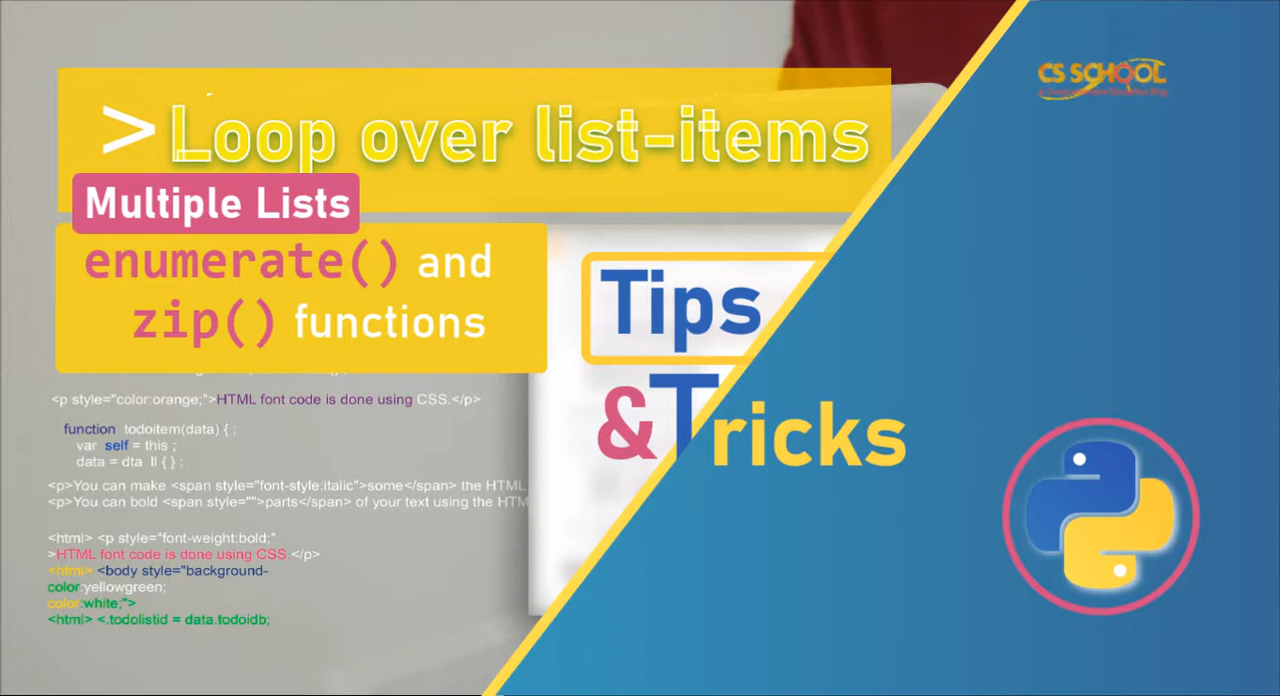 > Loop over list-items
Multiple Lists
enumerate() and
zip() functions
CS SCHOOL
Tips
& Tricks
<p style="color:orange;">HTML font code is done using CSS.</p>
function todoitem(data) { ;
var self = this ;
data = dta II { } ;
<p>You can make <span style="font-style:italic">some</span> the HTML
<p>You can bold <span style="">parts</span> of your text using the HTM
<html> <p style="font-weight:bold;"
>HTML font code is done using CSS.</p>
<html> <body style="background-
color:yellowgreen;
color:white;">
<html> <.todolistid = data.todoidb;